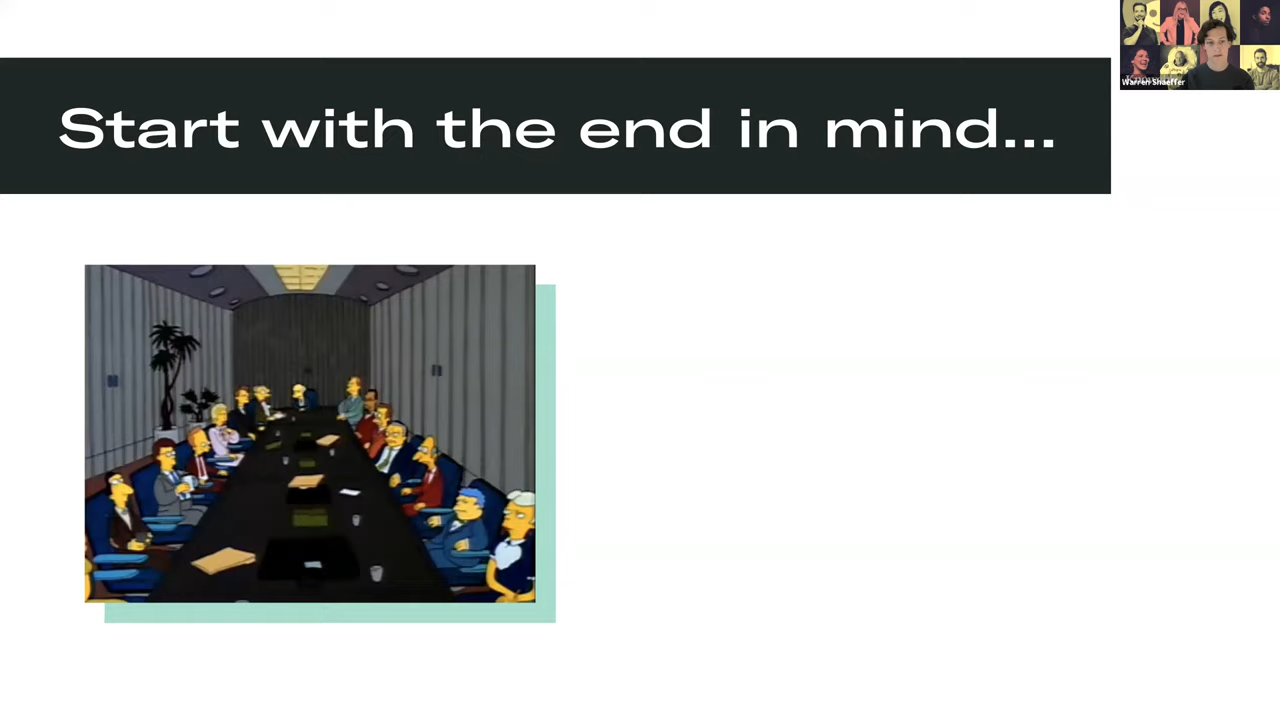 Start with the end in mind...
Warren Shaeffer